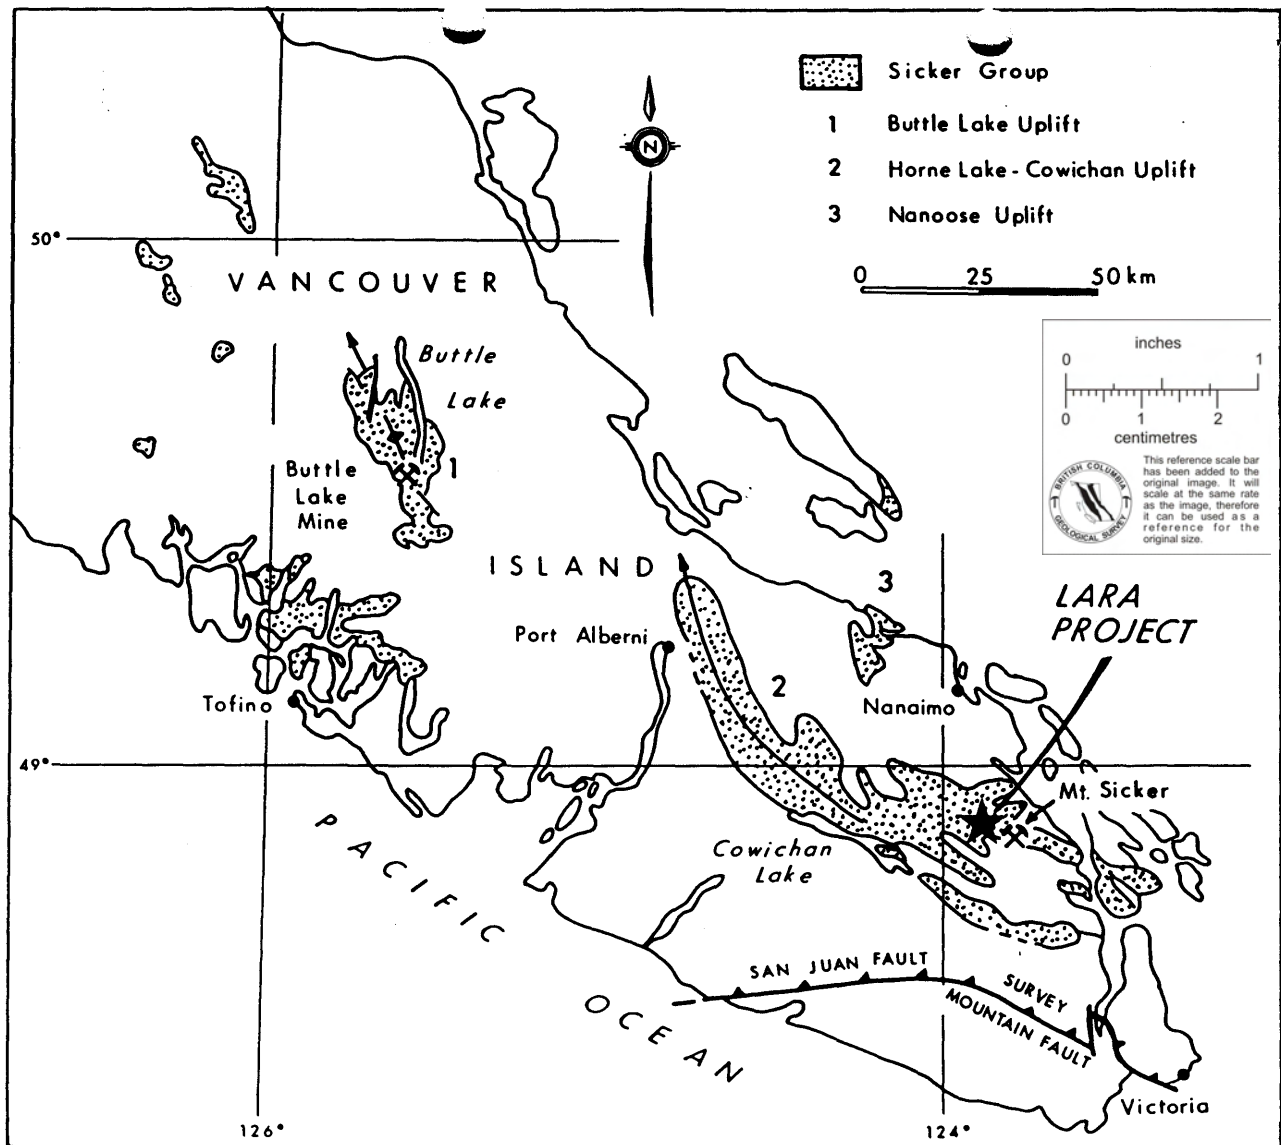 Sicker Group
1 Buttle Lake Uplift
2 Horne Lake - Cowichan Uplift
3 Nanoose Uplift
N
50°
VANCOUVER
0 25 50 km
inches
0 1
0 1 2
centimetres
This reference scale bar
has been added to the
original image. It will
scale at the same rate
as the image, therefore
it can be used as a
reference for the
original size.
BRITISH COLUMBIA
GEOLOGICAL SURVEY
Buttle
Lake
1
Buttle
Lake
Mine
ISLAND
3
LARA
PROJECT
Port Alberni
2
Tofino
Nanaimo
49°
Mt. Sicker
Cowichan
Lake
PACIFIC
OCEAN
SAN JUAN FAULT
SURVEY
MOUNTAIN FAULT
Victoria
126°
124°